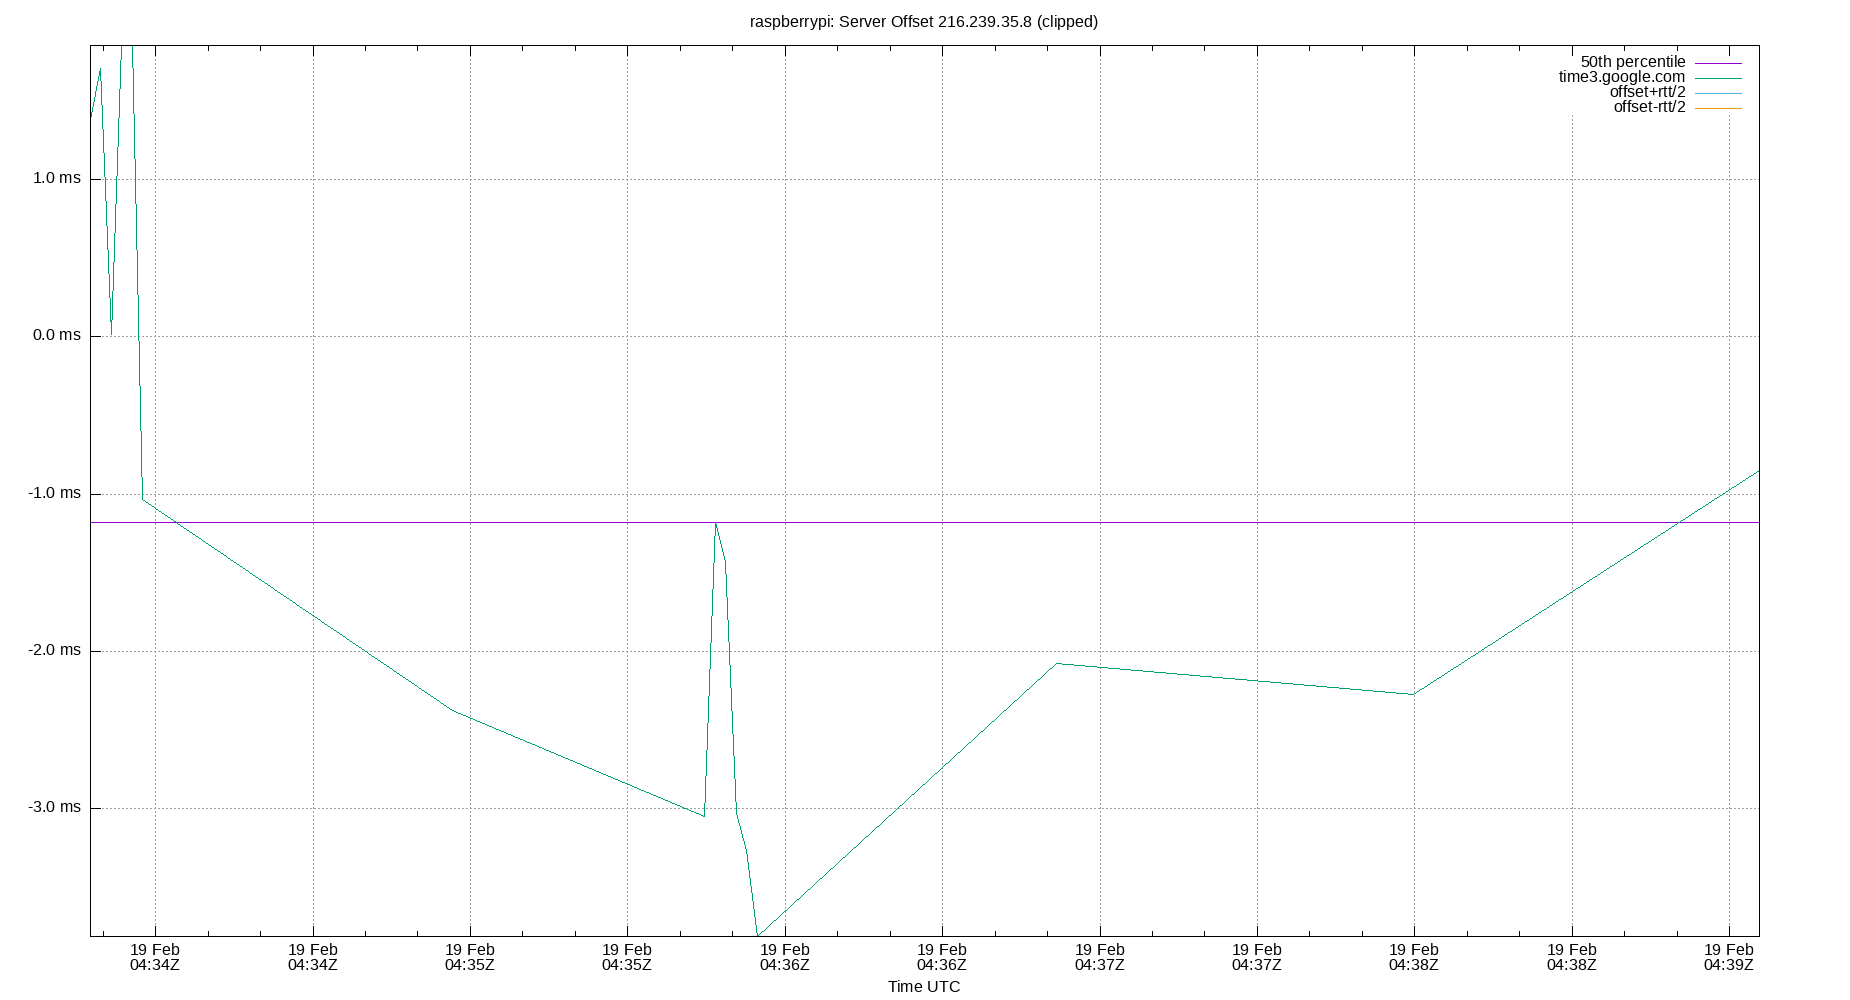 raspberrypi: Server Offset 216.239.35.8 (clipped)
50th percentile
time3.google.com
offset+rtt/2
offset-rtt/2
1.0 ms
0.0 ms
-1.0 ms
-2.0 ms
-3.0 ms
19 Feb 19 Feb 19 Feb 19 Feb 19 Feb 19 Feb 19 Feb 19 Feb 19 Feb 19 Feb 19 Feb
04:34Z 04:34Z 04:35Z 04:35Z 04:36Z 04:36Z 04:37Z 04:37Z 04:38Z 04:38Z 04:39Z
Time UTC